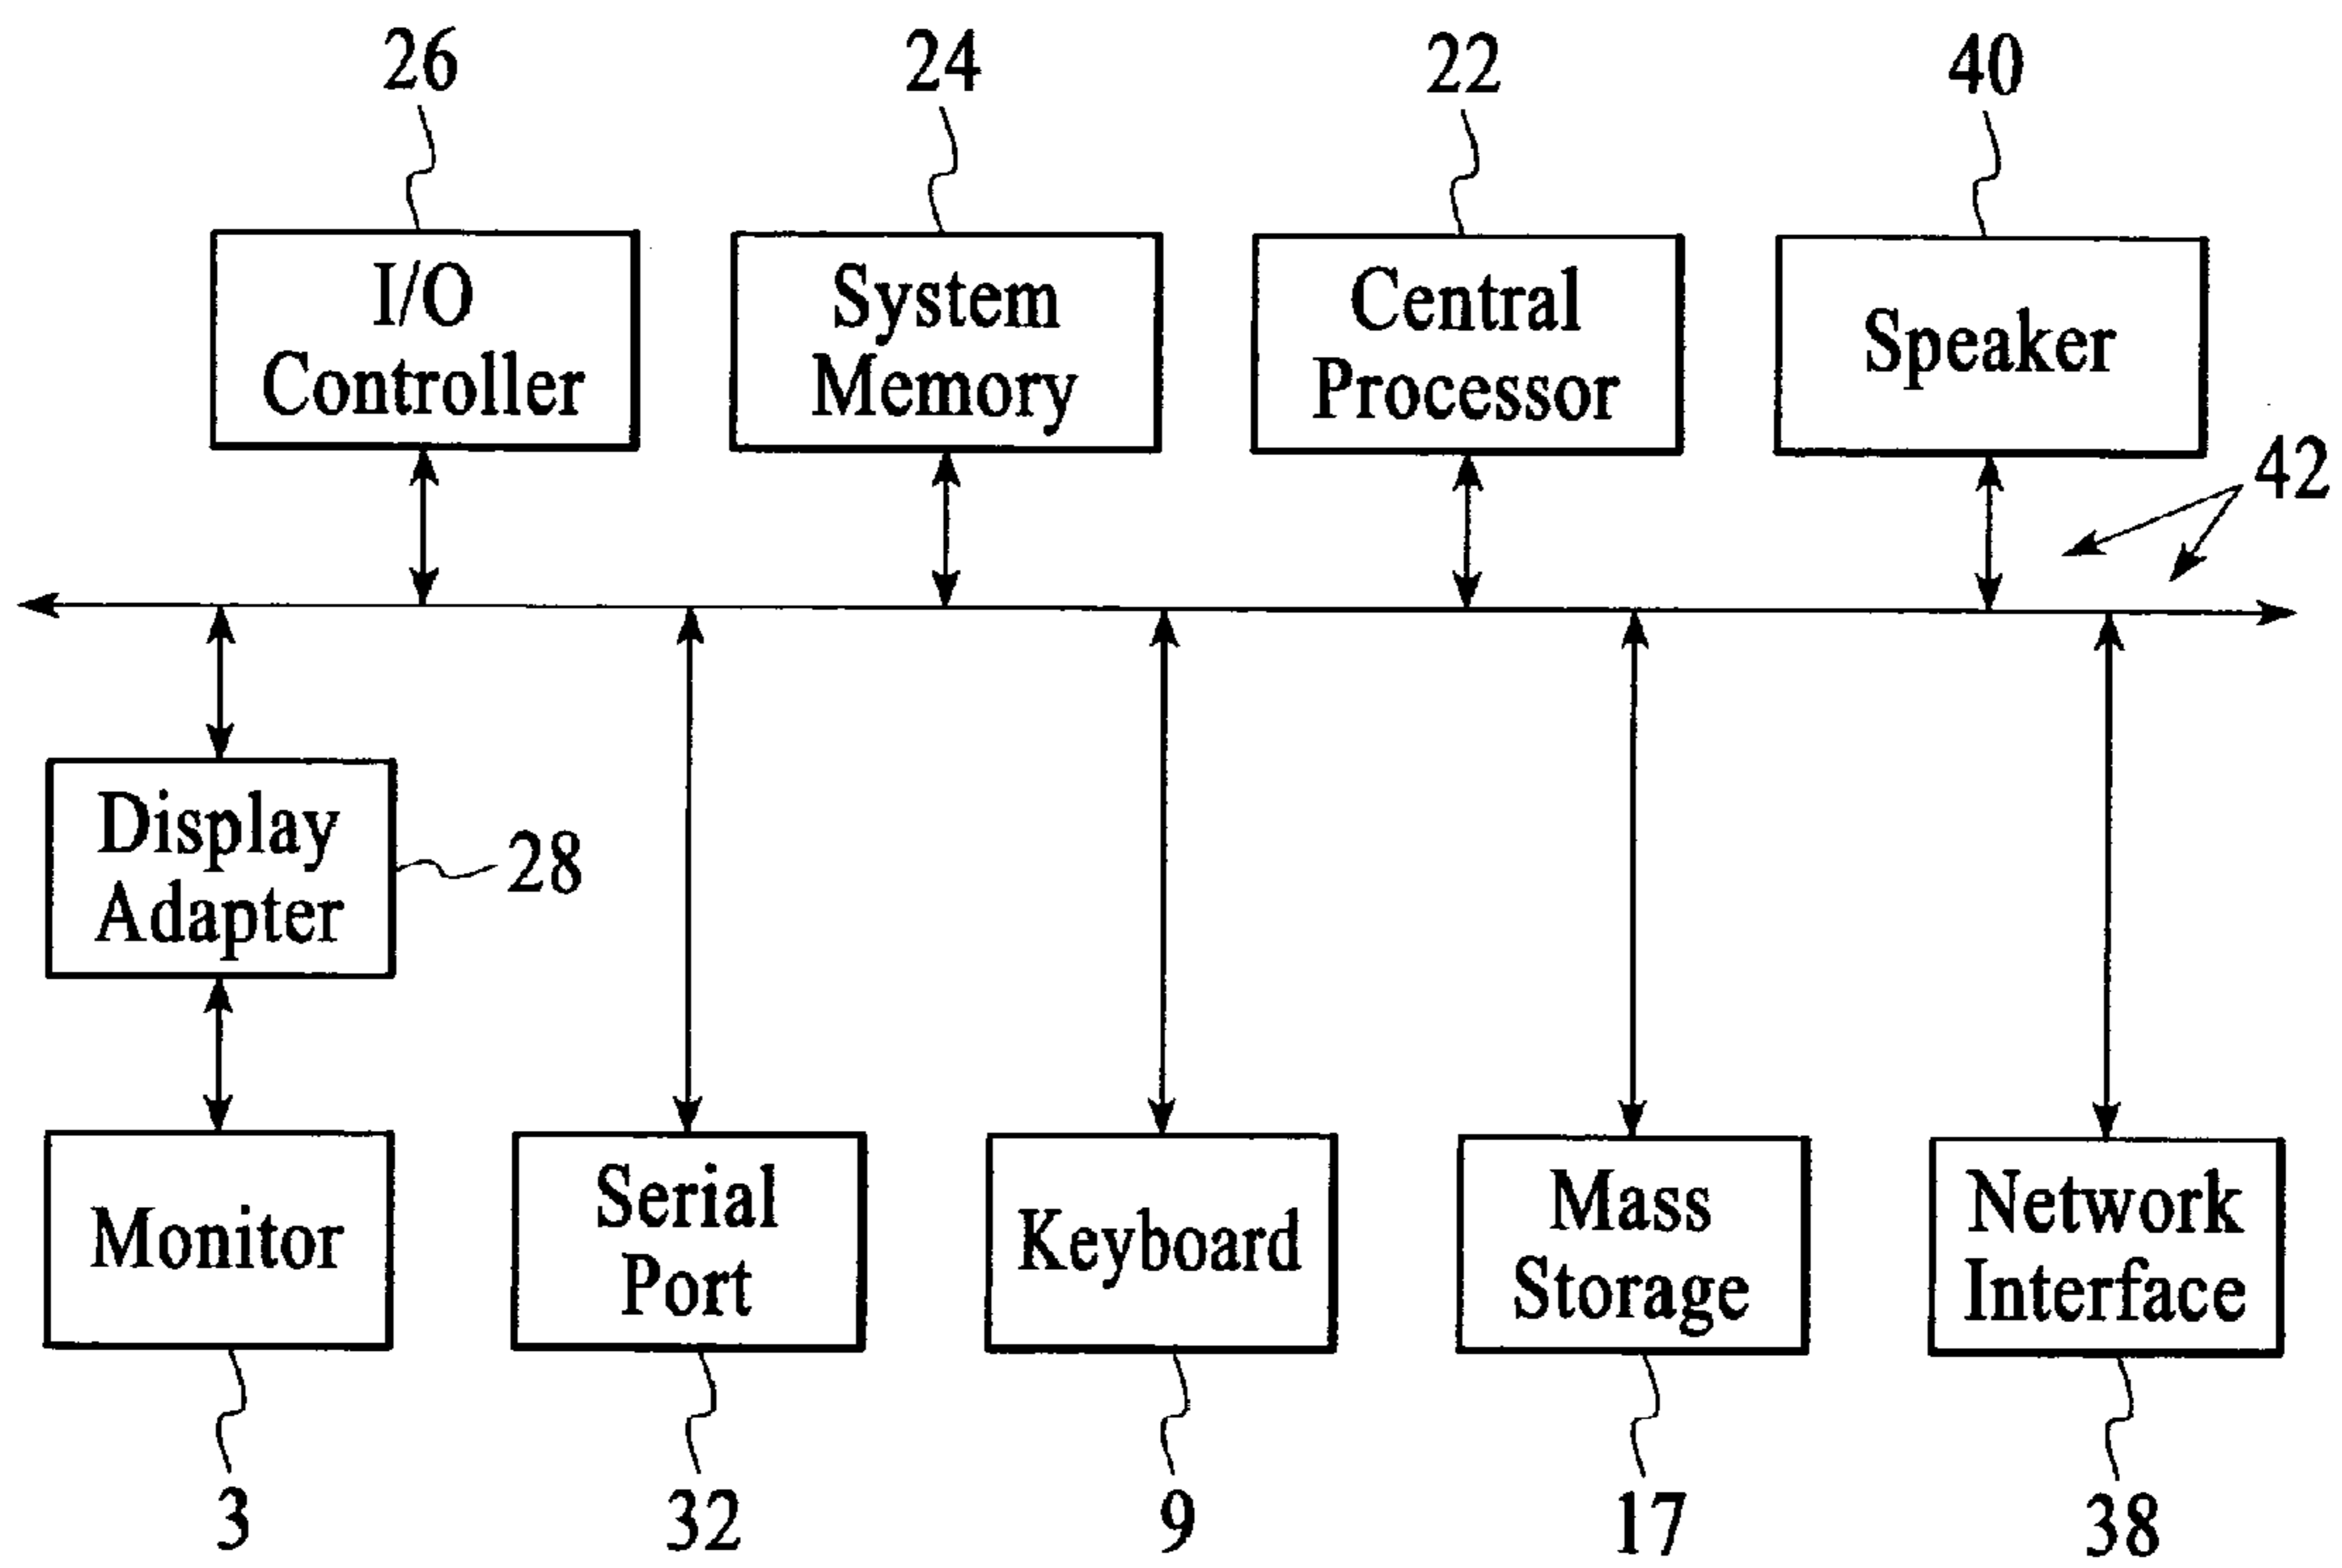 26 24 22 40
I/O
Controller
System
Memory
Central
Processor
Speaker
42
Display
Adapter
28
Monitor
Serial
Port
Keyboard
Mass
Storage
Network
Interface
3 32 9 17 38